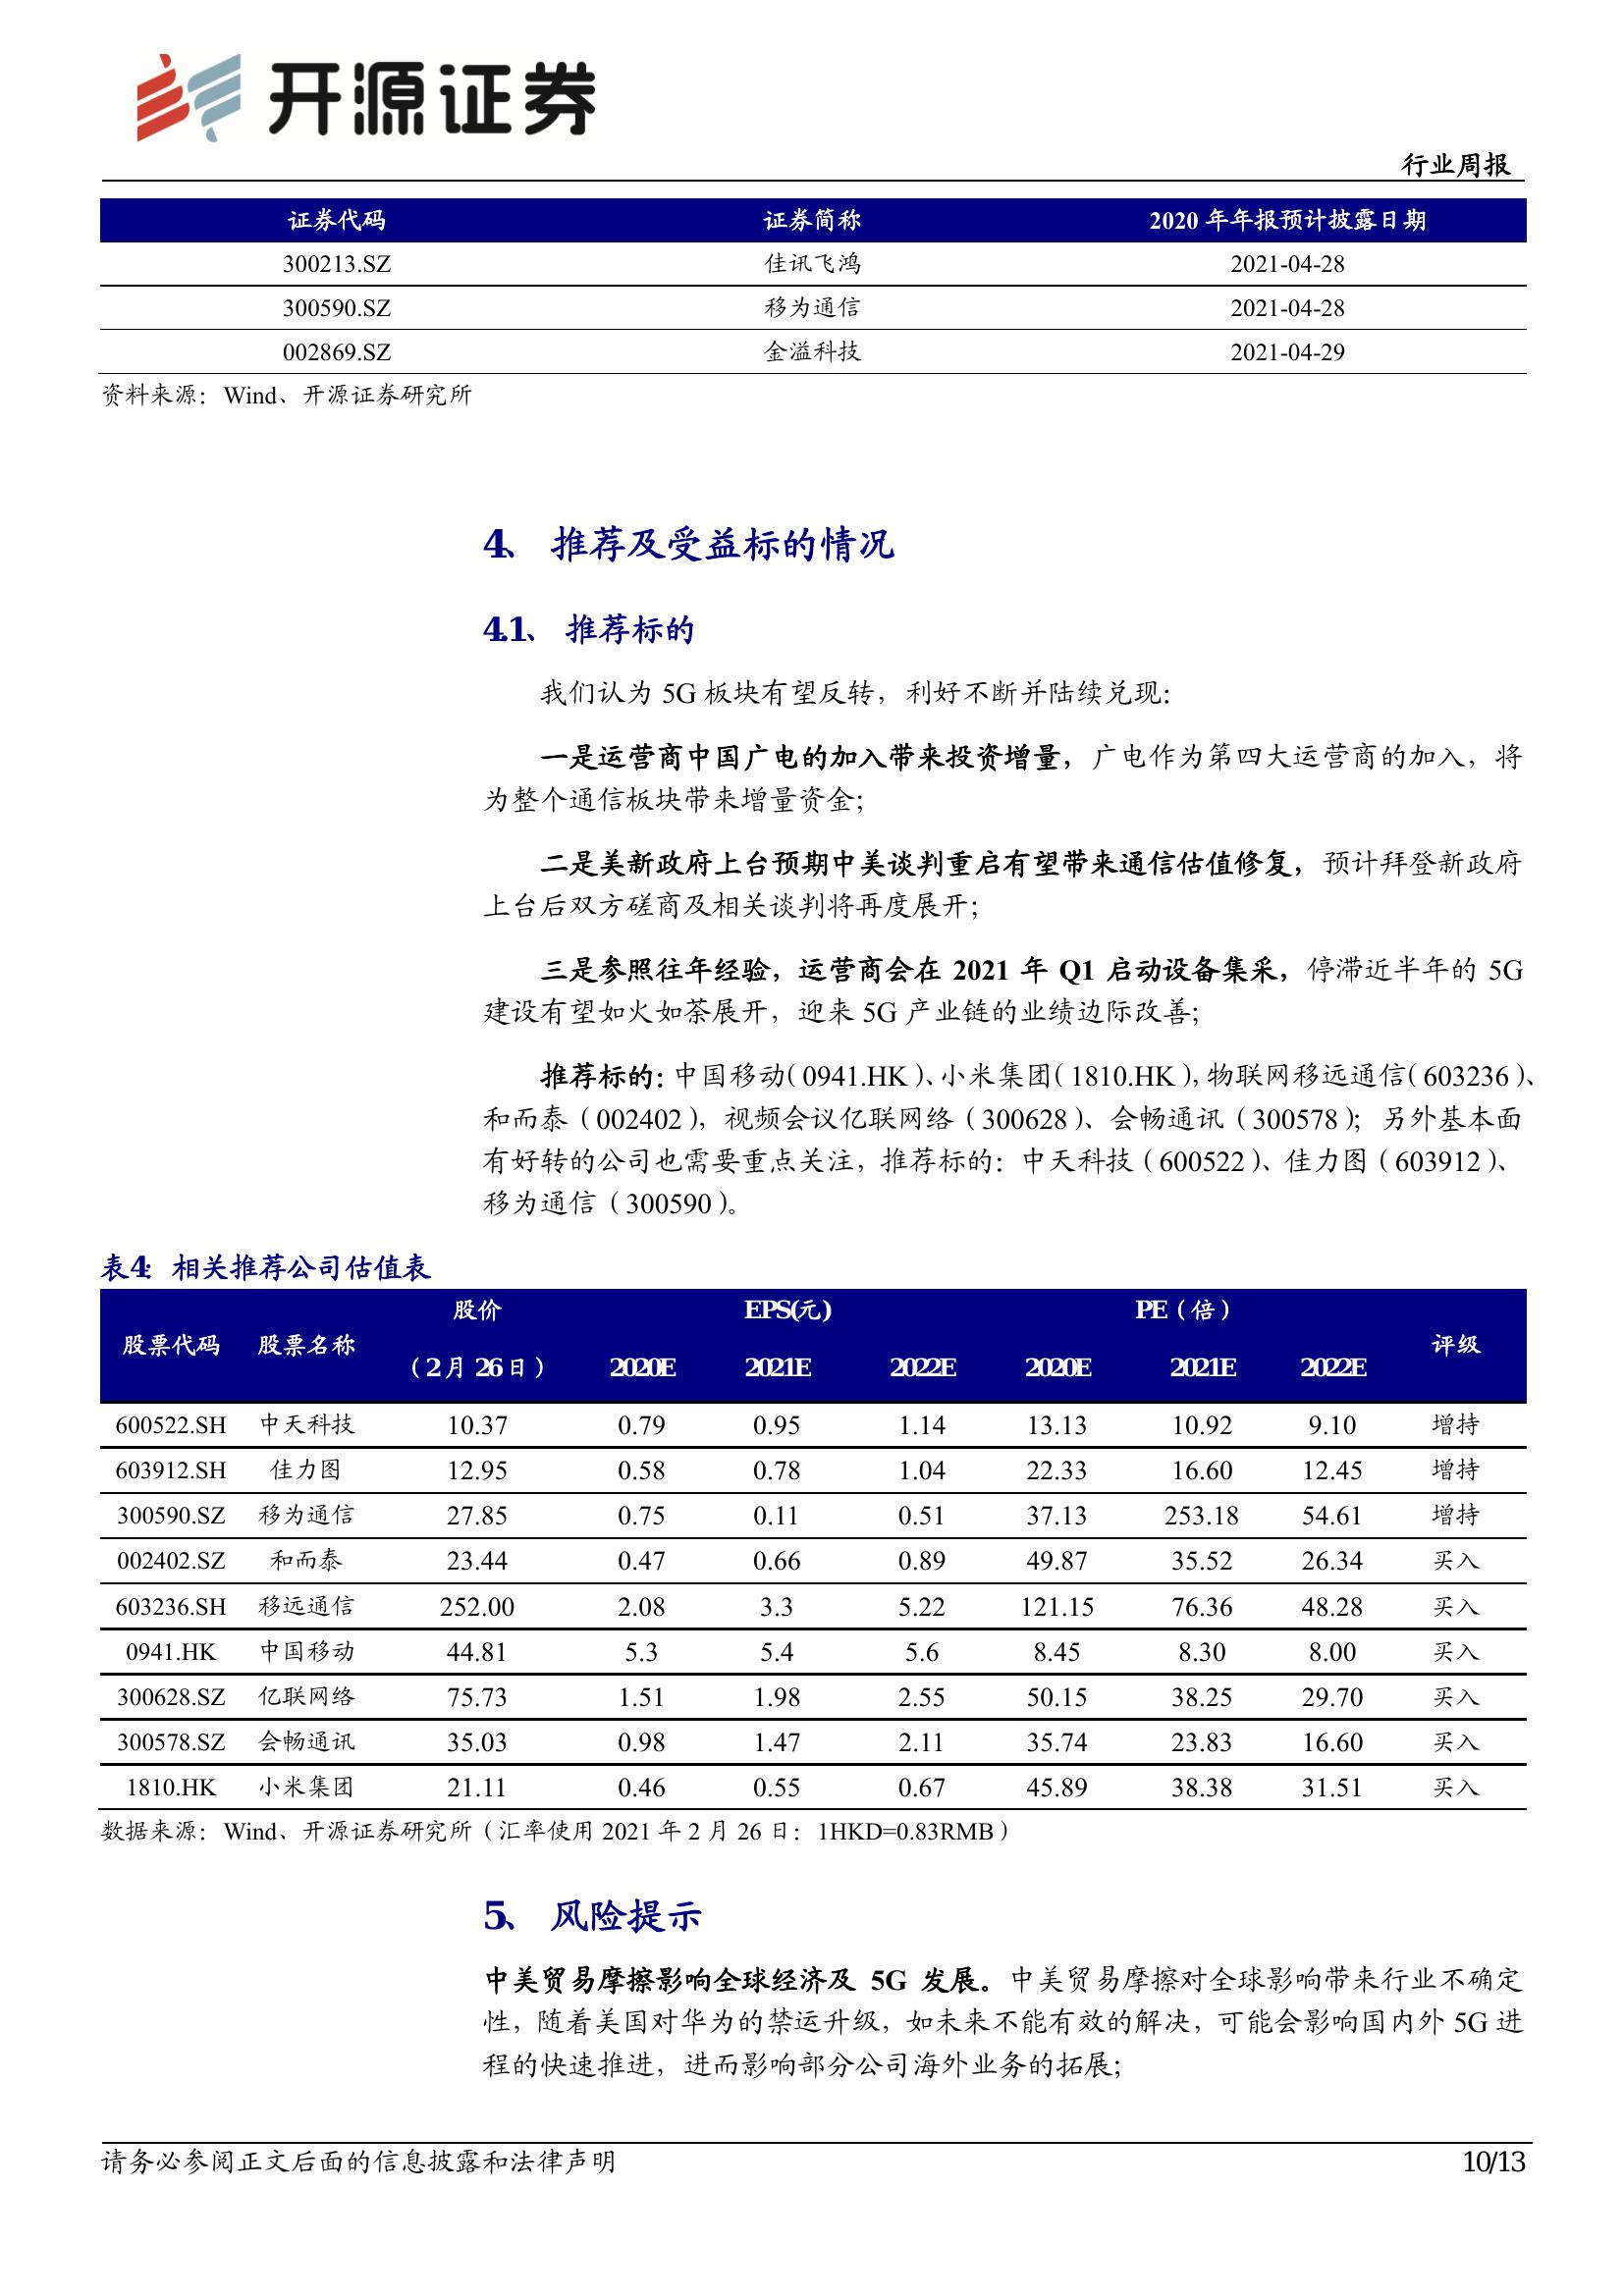 开源证券
行业周报
证券代码 证券简称 2020 年年报预计披露日期
300213.SZ 佳讯飞鸿 2021-04-28
300590.SZ 移为通信 2021-04-28
002869.SZ 金溢科技 2021-04-29
资料来源：Wind、开源证券研究所
4、 推荐及受益标的情况
4.1、 推荐标的
我们认为 5G 板块有望反转，利好不断并陆续兑现：
一是运营商中国广电的加入带来投资增量，广电作为第四大运营商的加入，将
为整个通信板块带来增量资金；
二是美新政府上台预期中美谈判重启有望带来通信估值修复，预计拜登新政府
上台后双方磋商及相关谈判将再度展开；
三是参照往年经验，运营商会在 2021 年 Q1 启动设备集采，停滞近半年的 5G
建设有望如火如荼展开，迎来 5G 产业链的业绩边际改善；
推荐标的：中国移动（0941.HK）、小米集团（1810.HK），物联网移远通信（603236）、
和而泰（002402），视频会议亿联网络（300628）、会畅通讯（300578）；另外基本面
有好转的公司也需要重点关注，推荐标的：中天科技（600522）、佳力图（603912）、
移为通信（300590）。
表4：相关推荐公司估值表
股价 EPS(元) PE（倍）
股票代码 股票名称 评级
（2 月 26 日） 2020E 2021E 2022E 2020E 2021E 2022E
600522.SH 中天科技 10.37 0.79 0.95 1.14 13.13 10.92 9.10 增持
603912.SH 佳力图 12.95 0.58 0.78 1.04 22.33 16.60 12.45 增持
300590.SZ 移为通信 27.85 0.75 0.11 0.51 37.13 253.18 54.61 增持
002402.SZ 和而泰 23.44 0.47 0.66 0.89 49.87 35.52 26.34 买入
603236.SH 移远通信 252.00 2.08 3.3 5.22 121.15 76.36 48.28 买入
0941.HK 中国移动 44.81 5.3 5.4 5.6 8.45 8.30 8.00 买入
300628.SZ 亿联网络 75.73 1.51 1.98 2.55 50.15 38.25 29.70 买入
300578.SZ 会畅通讯 35.03 0.98 1.47 2.11 35.74 23.83 16.60 买入
1810.HK 小米集团 21.11 0.46 0.55 0.67 45.89 38.38 31.51 买入
数据来源：Wind、开源证券研究所（汇率使用 2021 年 2 月 26 日：1HKD=0.83RMB）
5、 风险提示
中美贸易摩擦影响全球经济及 5G 发展。中美贸易摩擦对全球影响带来行业不确定
性，随着美国对华为的禁运升级，如未来不能有效的解决，可能会影响国内外 5G 进
程的快速推进，进而影响部分公司海外业务的拓展；
请务必参阅正文后面的信息披露和法律声明 10/13